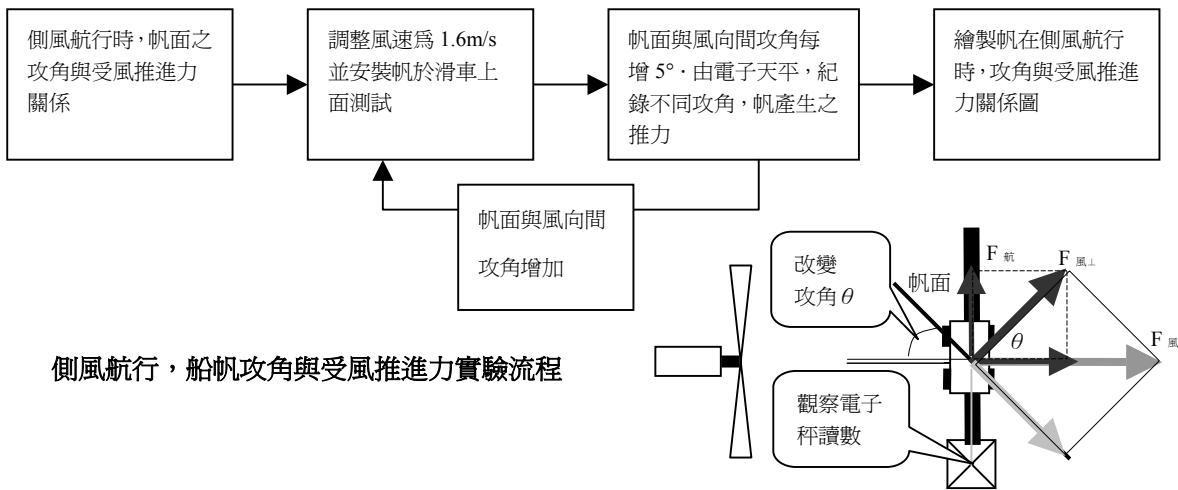 側風航行時，帆面之
攻角與受風推進力
關係
調整風速為 1.6m/s
並安裝帆於滑車上
面測試
帆面與風向間攻角每
增 5°．由電子天平，紀
錄不同攻角，帆產生之
推力
繪製帆在側風航行
時，攻角與受風推進
力關係圖
帆面與風向間
攻角增加
改變
攻角 θ
帆面
F 航
F 風⊥
θ
F 風
觀察電子
秤讀數
側風航行，船帆攻角與受風推進力實驗流程